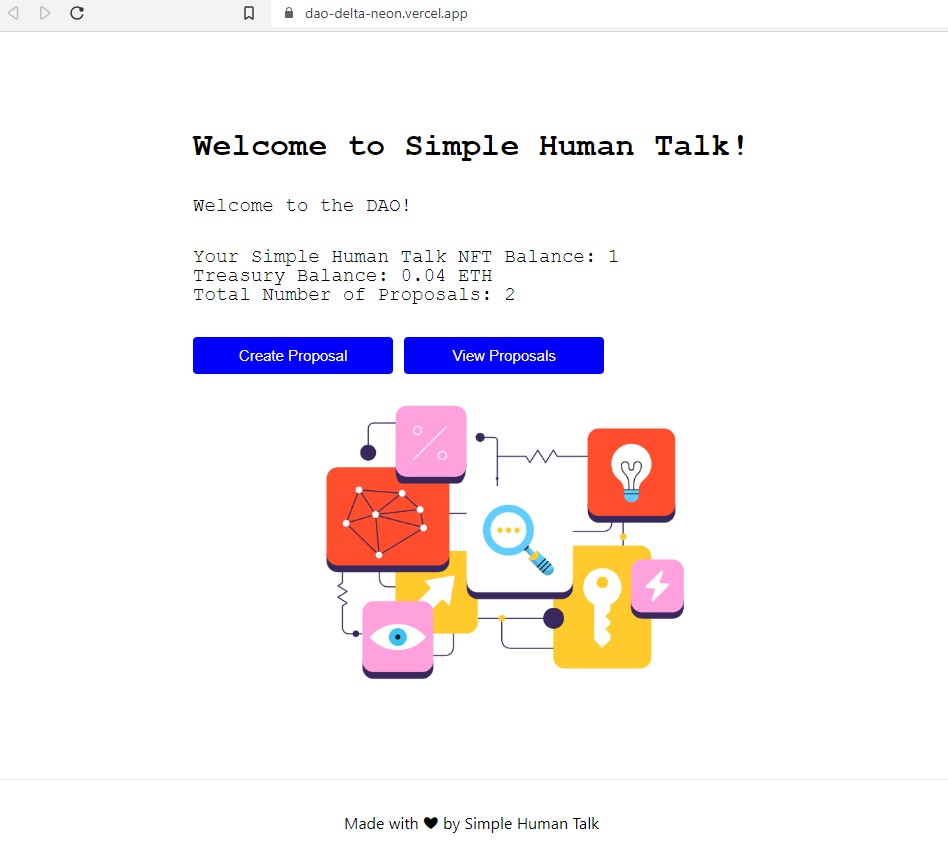 dao-delta-neon.vercel.app
Welcome to Simple Human Talk!
Welcome to the DAO!
Your Simple Human Talk NFT Balance: 1
Treasury Balance: 0.04 ETH
Total Number of Proposals: 2
Create Proposal View Proposals
Made with ❤ by Simple Human Talk